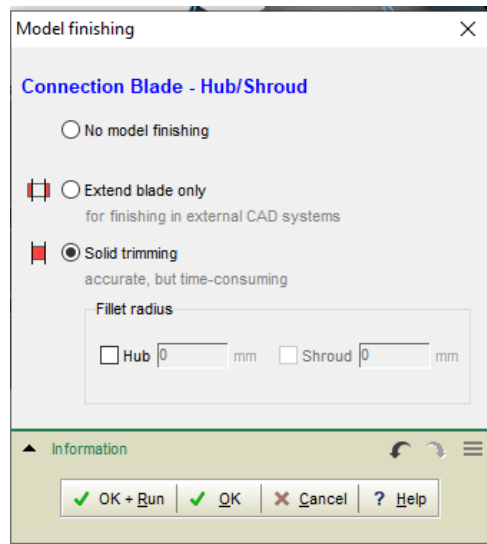 Model finishing
Connection Blade - Hub/Shroud
No model finishing
Extend blade only
for finishing in external CAD systems
Solid trimming
accurate, but time-consuming
Fillet radius
Hub 0 mm Shroud 0 mm
Information
OK + Run OK Cancel ? Help